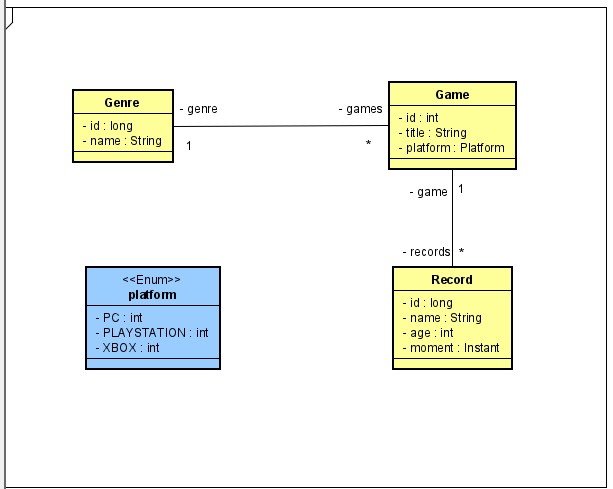 Genre
- id : long
- name : String
- genre
1
- games
*
Game
- id : int
- title : String
- platform : Platform
- game
1
- records
*
<<Enum>>
platform
- PC : int
- PLAYSTATION : int
- XBOX : int
Record
- id : long
- name : String
- age : int
- moment : Instant